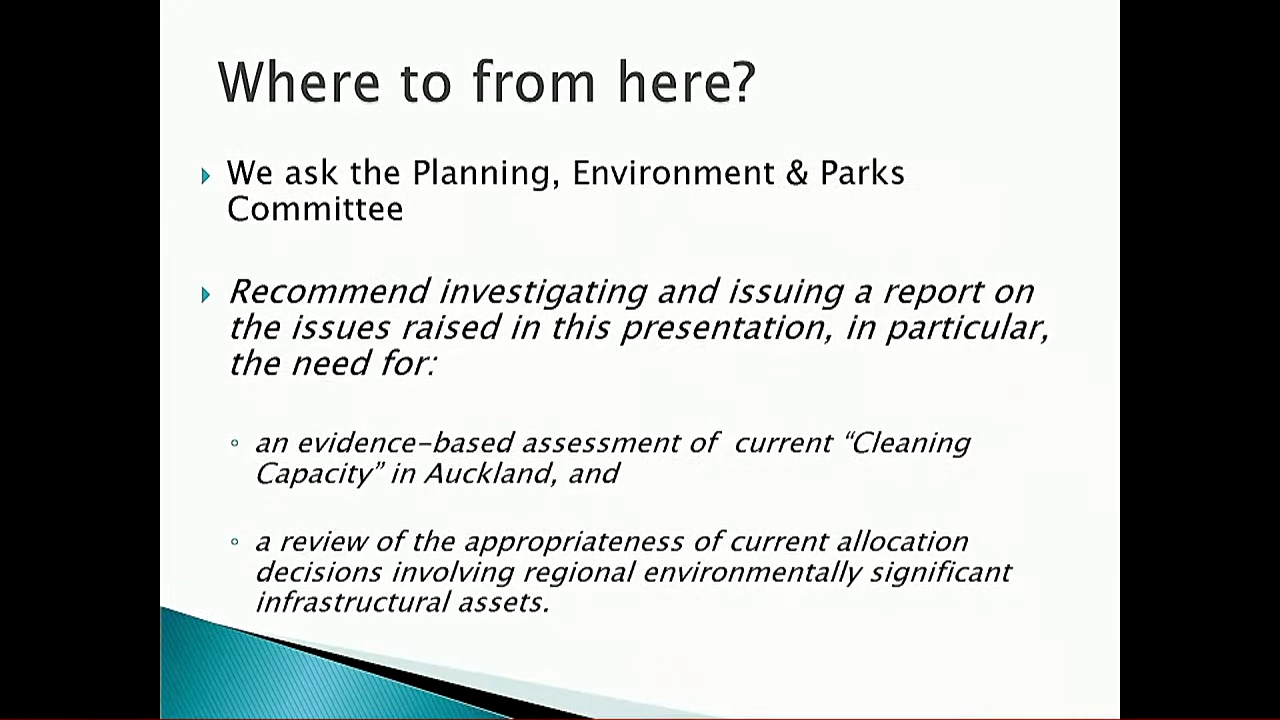 Where to from here?
We ask the Planning, Environment & Parks
Committee
Recommend investigating and issuing a report on
the issues raised in this presentation, in particular,
the need for:
an evidence-based assessment of current “Cleaning
Capacity” in Auckland, and
a review of the appropriateness of current allocation
decisions involving regional environmentally significant
infrastructural assets.